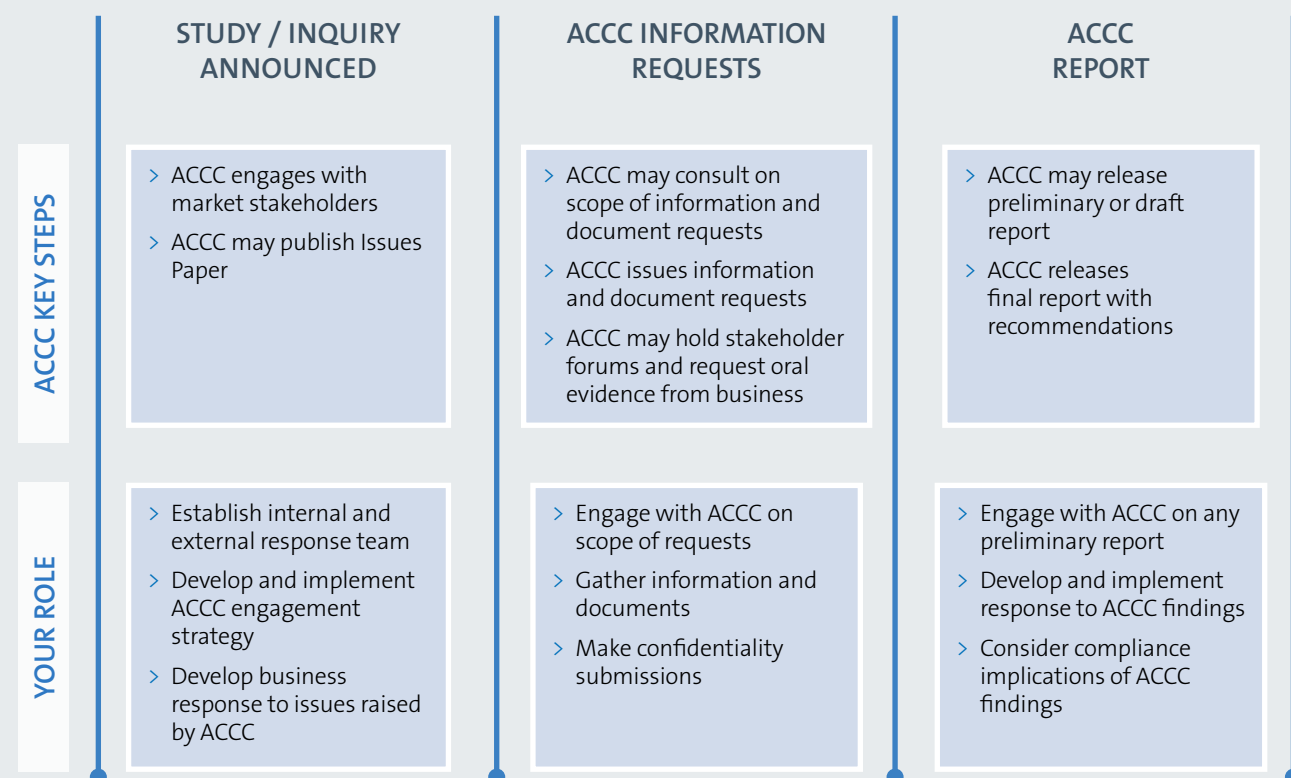 STUDY / INQUIRY
ANNOUNCED
ACCC INFORMATION
REQUESTS
ACCC
REPORT
ACCC KEY STEPS
> ACCC engages with
market stakeholders
> ACCC may publish Issues
Paper
> ACCC may consult on
scope of information and
document requests
> ACCC issues information
and document requests
> ACCC may hold stakeholder
forums and request oral
evidence from business
> ACCC may release
preliminary or draft
report
> ACCC releases
final report with
recommendations
YOUR ROLE
> Establish internal and
external response team
> Develop and implement
ACCC engagement
strategy
> Develop business
response to issues raised
by ACCC
> Engage with ACCC on
scope of requests
> Gather information and
documents
> Make confidentiality
submissions
> Engage with ACCC on any
preliminary report
> Develop and implement
response to ACCC findings
> Consider compliance
implications of ACCC
findings